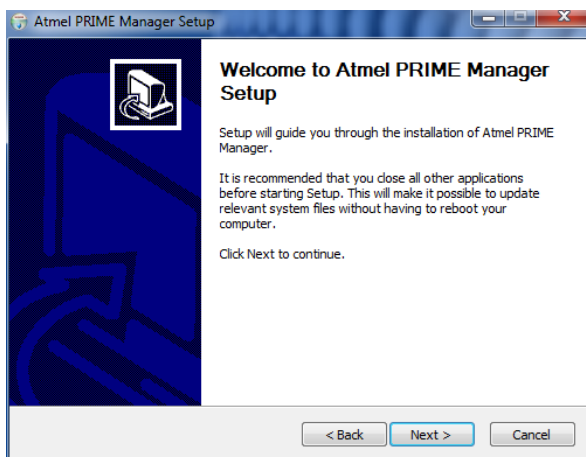 Atmel PRIME Manager Setup
Welcome to Atmel PRIME Manager
Setup
Setup will guide you through the installation of Atmel PRIME
Manager.
It is recommended that you close all other applications
before starting Setup. This will make it possible to update
relevant system files without having to reboot your
computer.
Click Next to continue.
< Back Next > Cancel